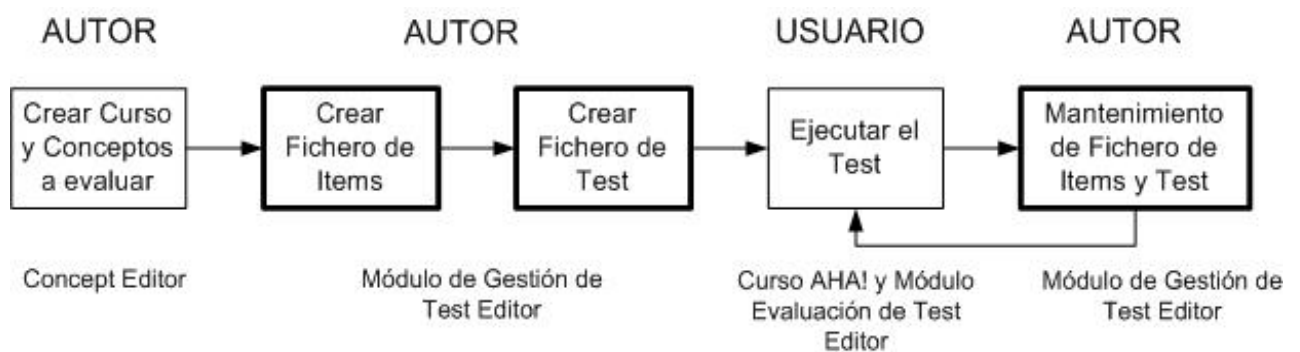 AUTOR
AUTOR
USUARIO
AUTOR
Crear Curso
y Conceptos
a evaluar
Crear
Fichero de
Items
Crear
Fichero de
Test
Ejecutar el
Test
Mantenimiento
de Fichero de
Items y Test
Concept Editor
Módulo de Gestión de
Test Editor
Curso AHA! y Módulo
Evaluación de Test
Editor
Módulo de Gestión de
Test Editor